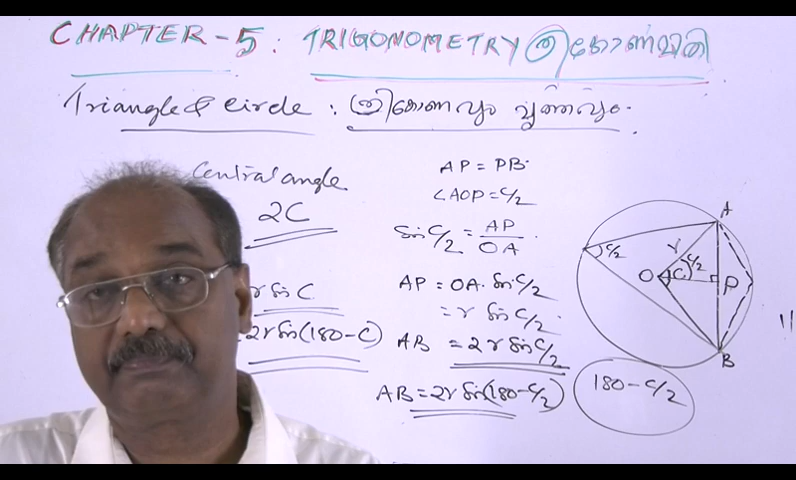 CHAPTER - 5 : TRIGONOMETRY ത്രികോണമിതി
Triangle & circle : ത്രികോണവും വൃത്തവും.
Central angle
2C
r sin C
2r sin(180-C)
AP = PB
∠AOP = C/2
Sin C/2 = AP/OA
AP = OA. Sin C/2
= r Sin C/2
AB = 2r Sin C/2
AB = 2r Sin(180-C/2)
180-C/2
A
C/2
r
C/2
O
C
P
B